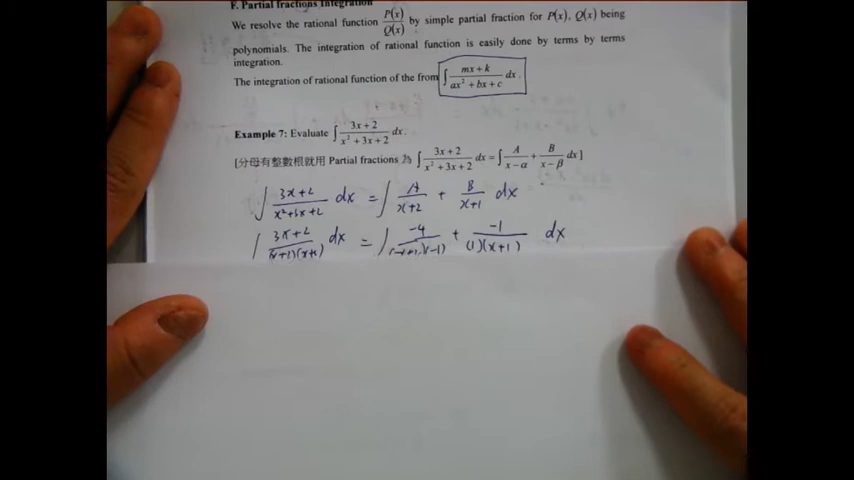 F. Partial fractions Integration
We resolve the rational function P(x)/Q(x) by simple partial fraction for P(x), Q(x) being
polynomials. The integration of rational function is easily done by terms by terms
integration.
The integration of rational function of the from ∫ (mx+k)/(ax²+bx+c) dx.
Example 7: Evaluate ∫ (3x+2)/(x²+3x+2) dx.
[分母有整數根就用 Partial fractions 為 ∫ (3x+2)/(x²+3x+2) dx = ∫ A/(x-α) + B/(x-β) dx]
∫ (3x+2)/(x²+3x+2) dx = ∫ A/(x+2) + B/(x+1) dx
∫ (3x+2)/ dx = ∫ -4/ + -1/((1)(x+1)) dx